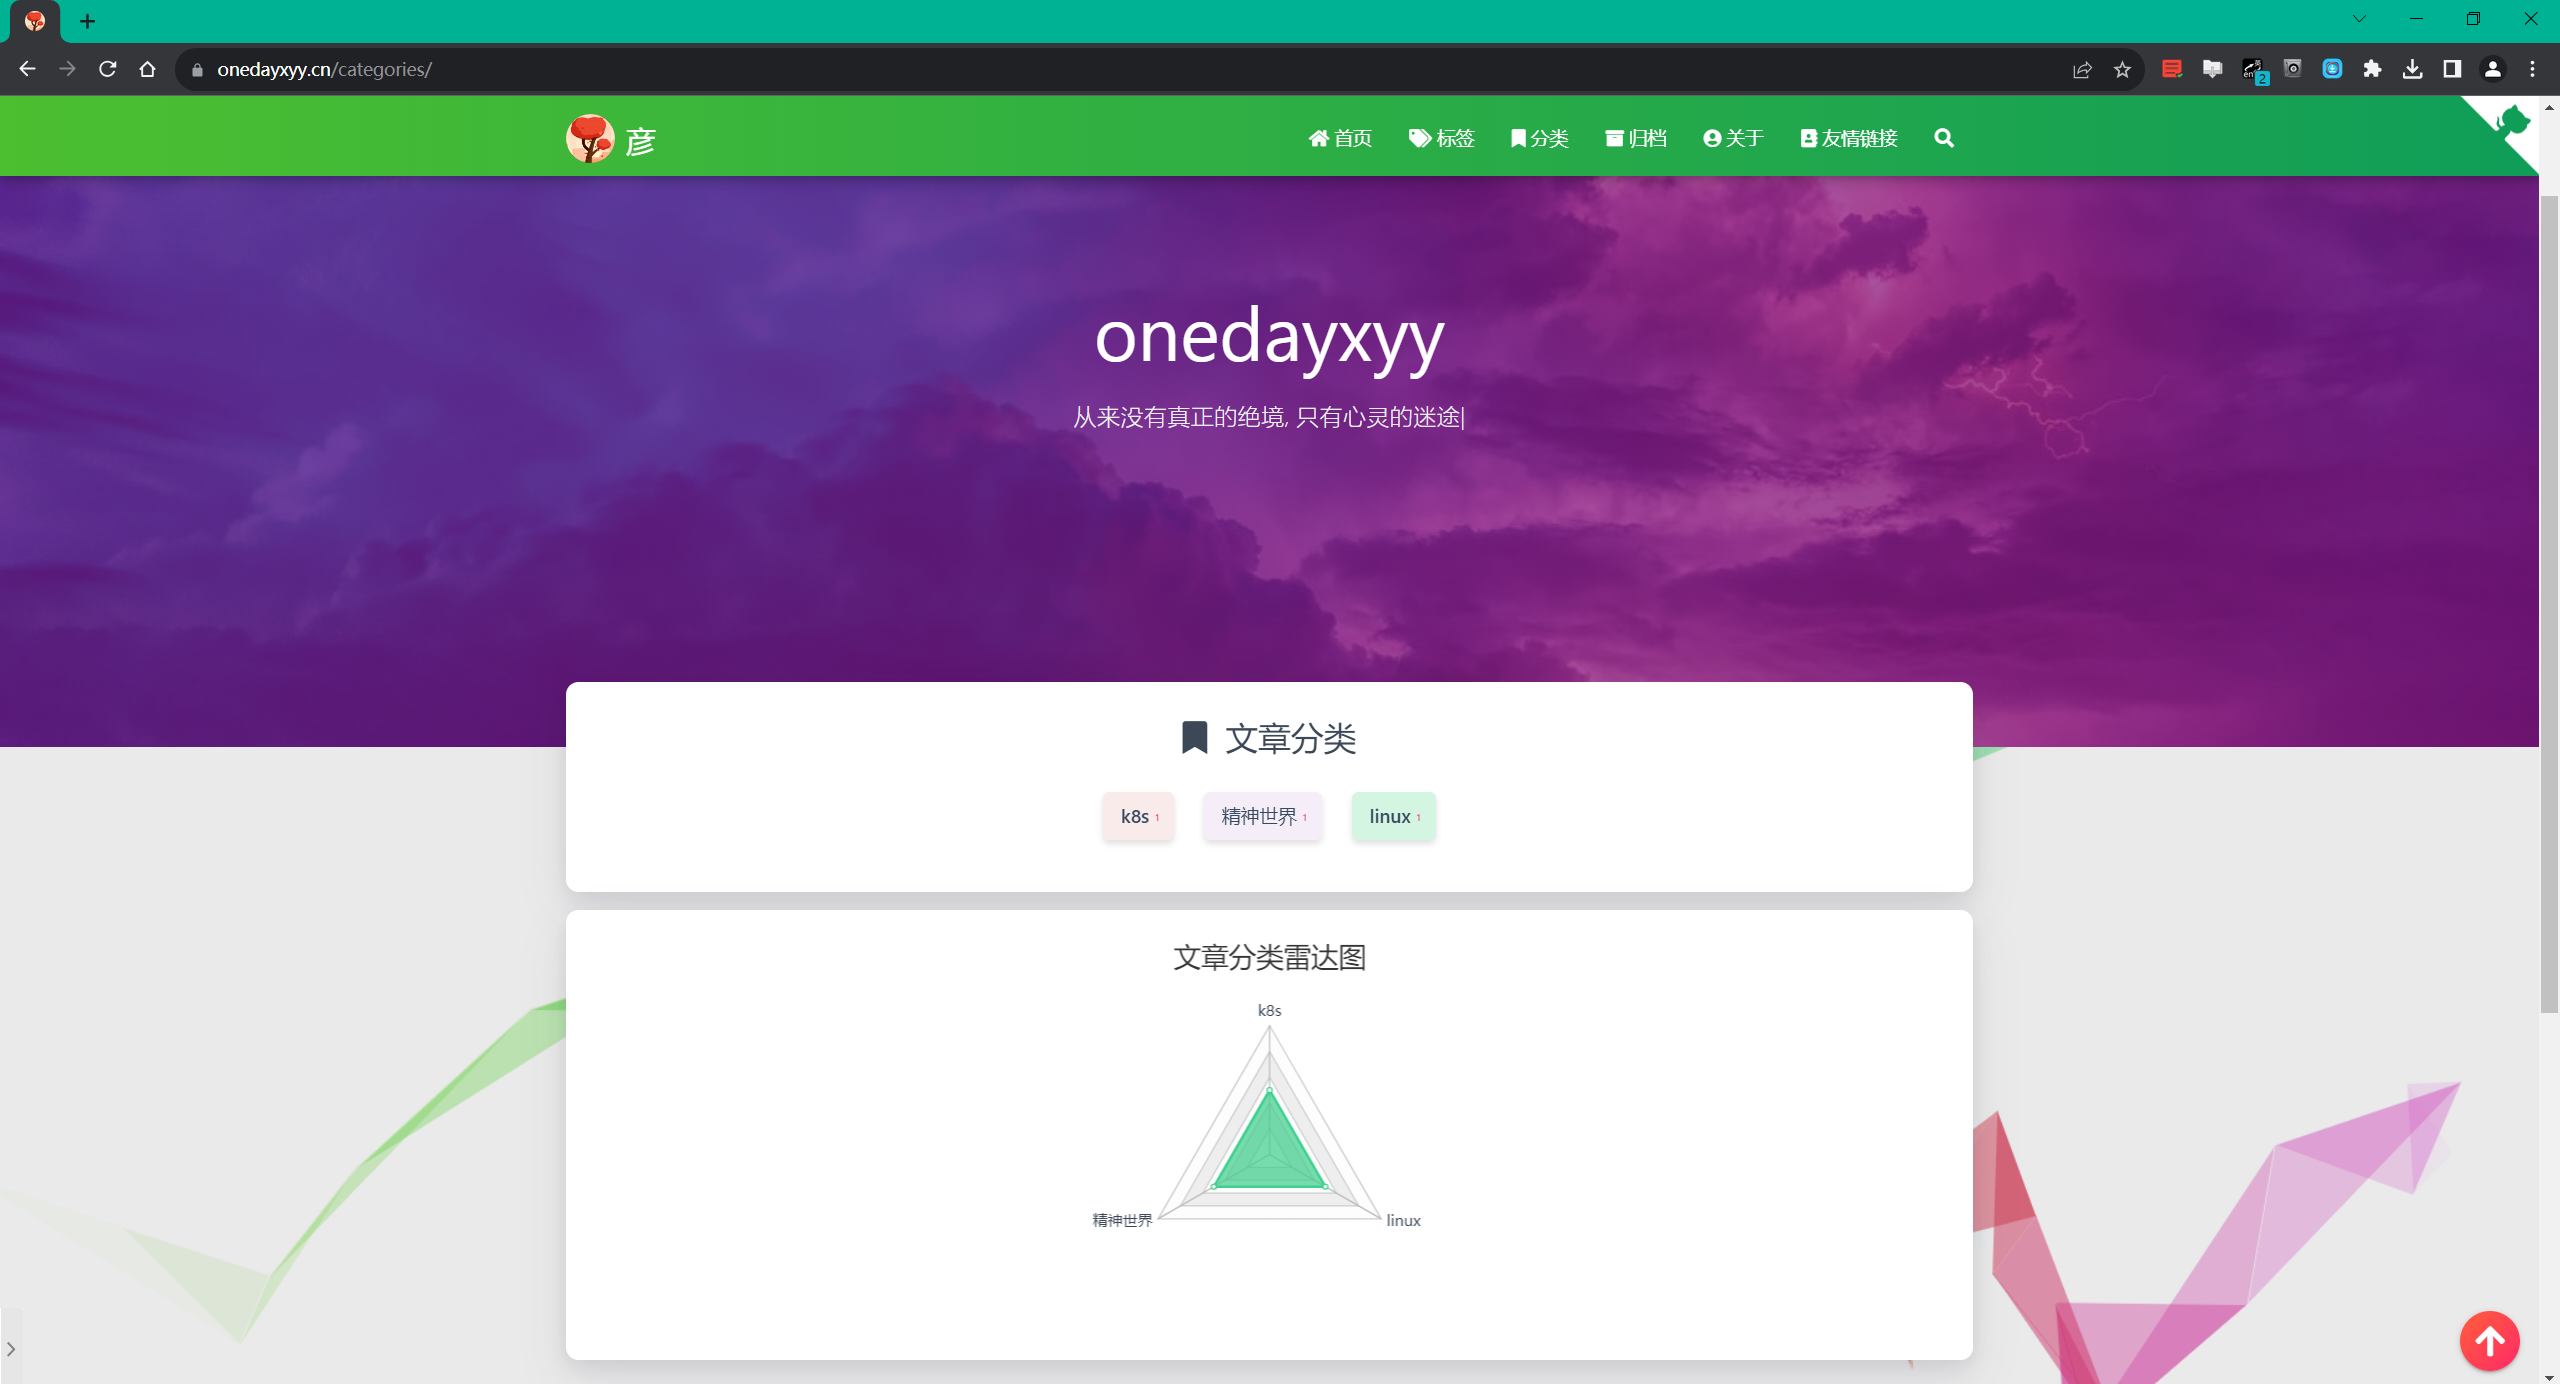 onedayxyy.cn/categories/
英
en
2
彦
首页 标签 分类 归档 关于 友情链接
onedayxyy
从来没有真正的绝境, 只有心灵的迷途|
文章分类
k8s 1 精神世界 1 linux 1
文章分类雷达图
k8s
精神世界 linux